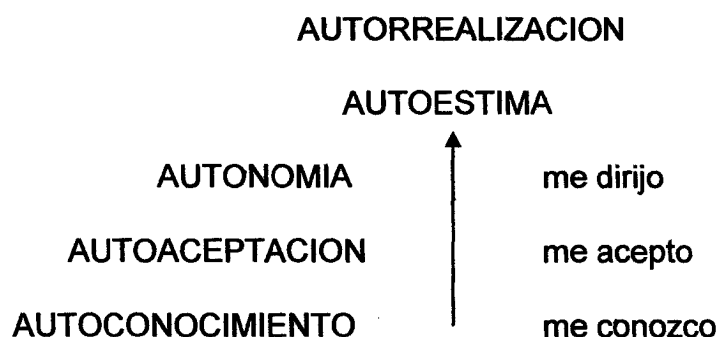 AUTORREALIZACION
AUTOESTIMA
AUTONOMIA me dirijo
AUTOACEPTACION me acepto
AUTOCONOCIMIENTO me conozco